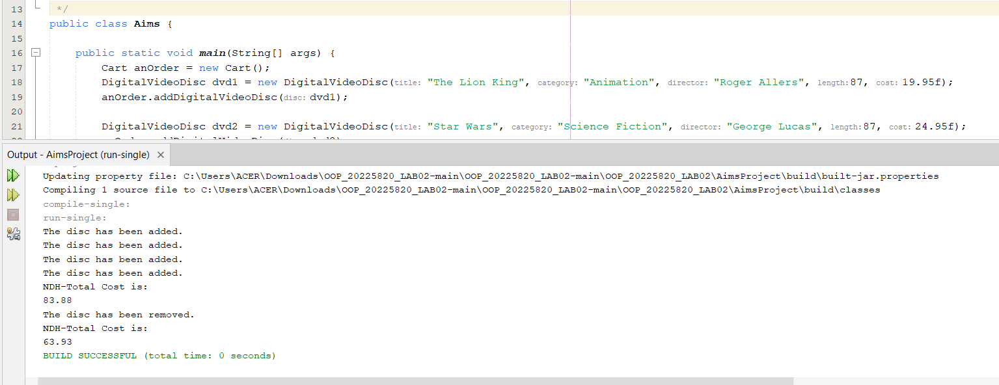 13 */
14 public class Aims {
15
16 public static void main(String[] args) {
17 Cart anOrder = new Cart();
18 DigitalVideoDisc dvd1 = new DigitalVideoDisc(title: "The Lion King", category: "Animation", director: "Roger Allers", length:87, cost: 19.95f);
19 anOrder.addDigitalVideoDisc(disc: dvd1);
20
21 DigitalVideoDisc dvd2 = new DigitalVideoDisc(title: "Star Wars", category: "Science Fiction", director: "George Lucas", length:87, cost: 24.95f);
Output - AimsProject (run-single) ×
Updating property file: C:\Users\ACER\Downloads\OOP_20225820_LAB02-main\OOP_20225820_LAB02-main\OOP_20225820_LAB02\AimsProject\build\built-jar.properties
Compiling 1 source file to C:\Users\ACER\Downloads\OOP_20225820_LAB02-main\OOP_20225820_LAB02-main\OOP_20225820_LAB02\AimsProject\build\classes
compile-single:
run-single:
The disc has been added.
The disc has been added.
The disc has been added.
The disc has been added.
NDH-Total Cost is:
83.88
The disc has been removed.
NDH-Total Cost is:
63.93
BUILD SUCCESSFUL (total time: 0 seconds)